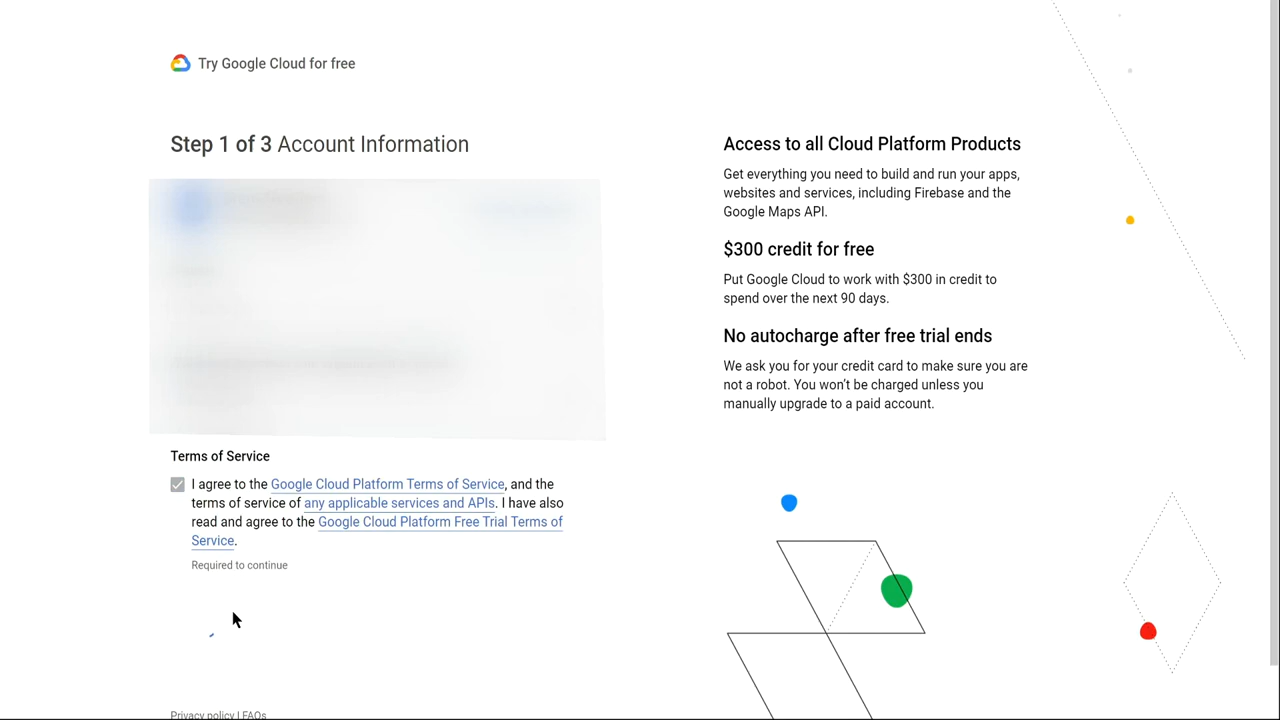 Try Google Cloud for free
Step 1 of 3 Account Information
Terms of Service
I agree to the Google Cloud Platform Terms of Service, and the
terms of service of any applicable services and APIs. I have also
read and agree to the Google Cloud Platform Free Trial Terms of
Service.
Required to continue
Privacy policy | FAQs
Access to all Cloud Platform Products
Get everything you need to build and run your apps,
websites and services, including Firebase and the
Google Maps API.
$300 credit for free
Put Google Cloud to work with $300 in credit to
spend over the next 90 days.
No autocharge after free trial ends
We ask you for your credit card to make sure you are
not a robot. You won’t be charged unless you
manually upgrade to a paid account.